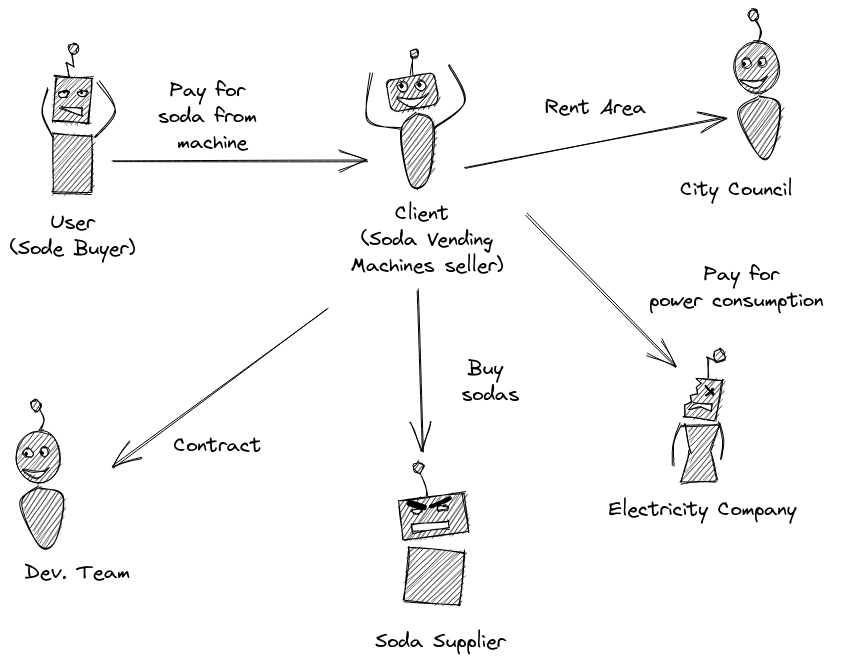 Pay for
soda from
machine
Rent Area
User
(Sode Buyer)
Client
(Soda Vending
Machines seller)
City Council
Pay for
power consumption
Buy
sodas
Contract
Electricity Company
Dev. Team
Soda Supplier